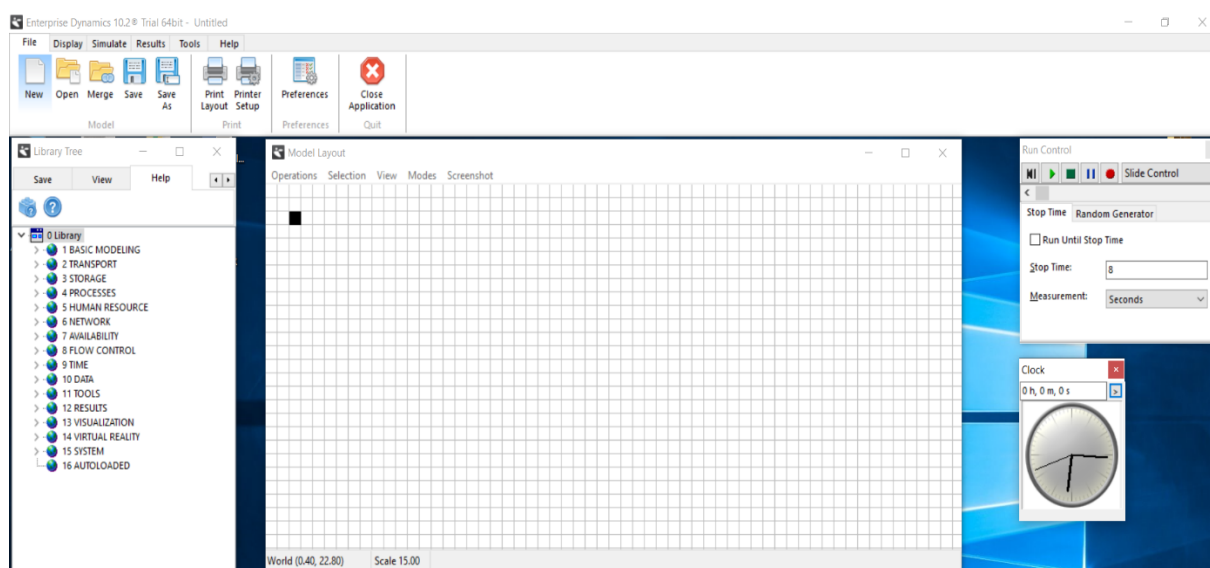 Enterprise Dynamics 10.2® Trial 64bit - Untitled
File Display Simulate Results Tools Help
New Open Merge Save Save As Print Layout Printer Setup Preferences Close Application
Model Print Preferences Quit
Library Tree
Save View Help
0 Library
1 BASIC MODELING
2 TRANSPORT
3 STORAGE
4 PROCESSES
5 HUMAN RESOURCE
6 NETWORK
7 AVAILABILITY
8 FLOW CONTROL
9 TIME
10 DATA
11 TOOLS
12 RESULTS
13 VISUALIZATION
14 VIRTUAL REALITY
15 SYSTEM
16 AUTOLOADED
Model Layout
Operations Selection View Modes Screenshot
World (0.40, 22.80) Scale 15.00
Run Control
Slide Control
Stop Time Random Generator
Run Until Stop Time
Stop Time: 8
Measurement: Seconds
Clock
0 h, 0 m, 0 s